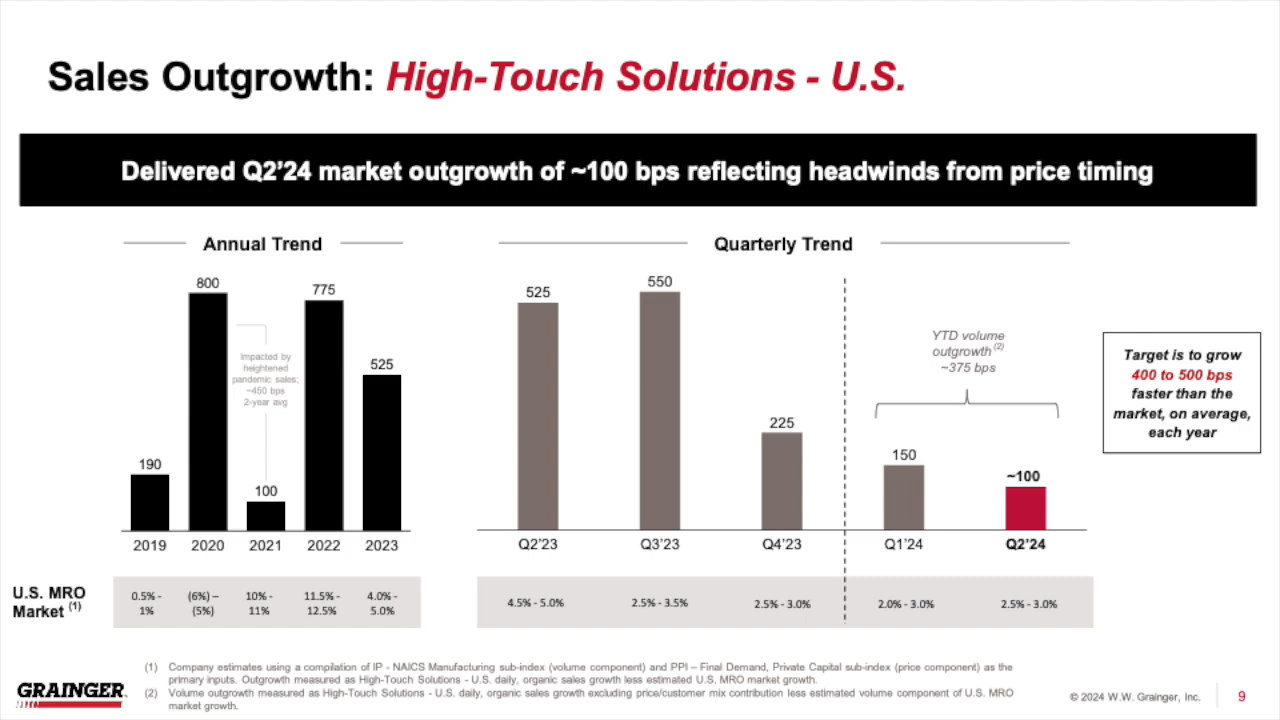 Sales Outgrowth: High-Touch Solutions - U.S.
Delivered Q2’24 market outgrowth of ~100 bps reflecting headwinds from price timing
Annual Trend
800
775
525
190
100
Impacted by
heightened
pandemic sales;
~450 bps
2-year avg
2019 2020 2021 2022 2023
Quarterly Trend
525
550
225
150
~100
YTD volume
outgrowth (2)
~375 bps
Q2'23 Q3'23 Q4'23 Q1'24 Q2'24
Target is to grow
400 to 500 bps
faster than the
market, on average,
each year
U.S. MRO
Market (1)
0.5% -
1%
(6%) –
(5%)
10% -
11%
11.5% -
12.5%
4.0% -
5.0%
4.5% - 5.0%
2.5% - 3.5%
2.5% - 3.0%
2.0% - 3.0%
2.5% - 3.0%
(1) Company estimates using a compilation of IP - NAICS Manufacturing sub-index (volume component) and PPI – Final Demand, Private Capital sub-index (price component) as the
primary inputs. Outgrowth measured as High-Touch Solutions - U.S. daily, organic sales growth less estimated U.S. MRO market growth.
(2) Volume outgrowth measured as High-Touch Solutions - U.S. daily, organic sales growth excluding price/customer mix contribution less estimated volume component of U.S. MRO
market growth.
GRAINGER
© 2024 W.W. Grainger, Inc.
9